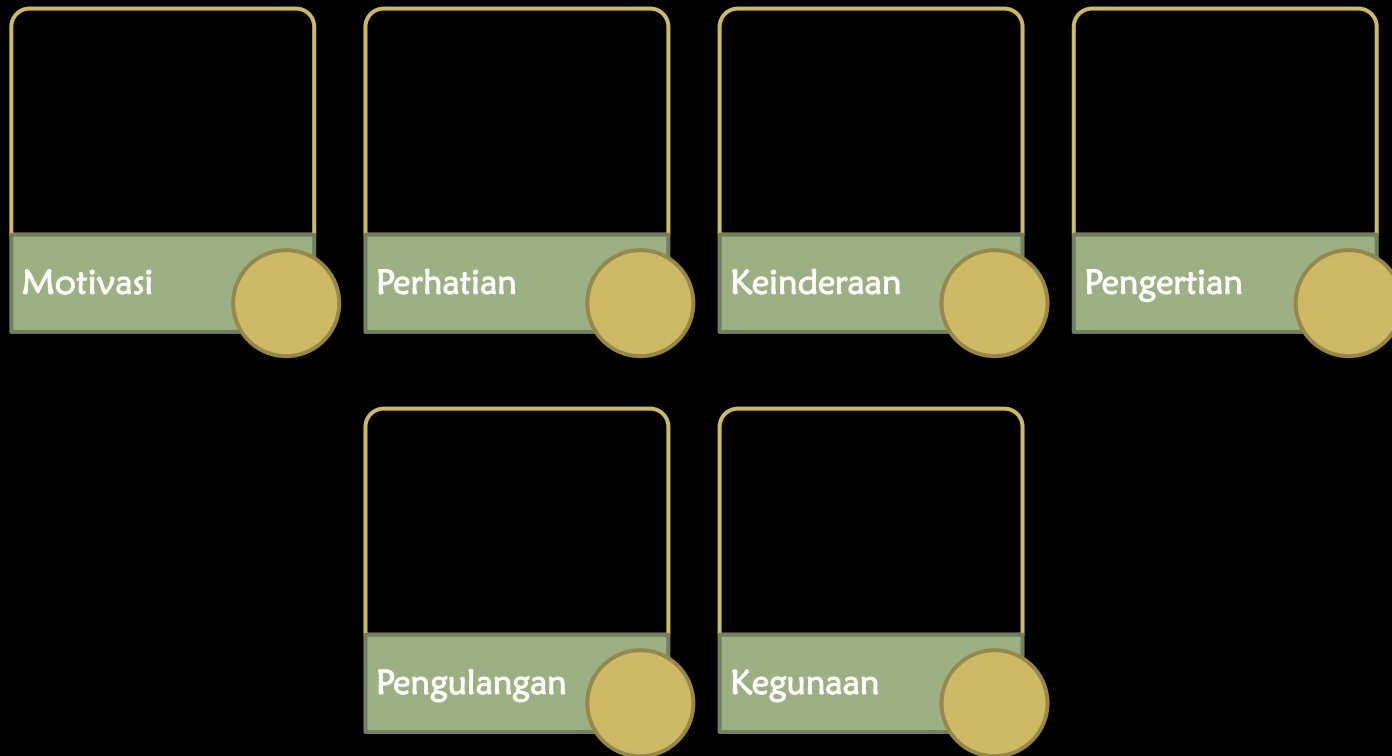 Motivasi
Perhatian
Keinderaan
Pengertian
Pengulangan
Kegunaan